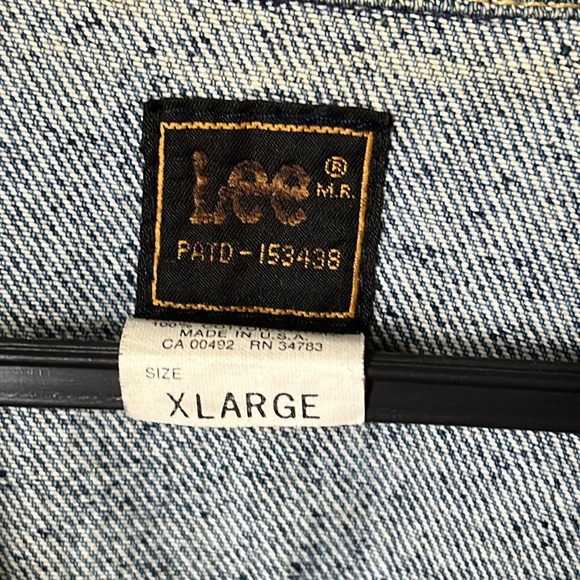 Lee ® M.R.
PATD-153438
MADE IN U.S.A.
CA 00492 RN 34783
SIZE
XLARGE